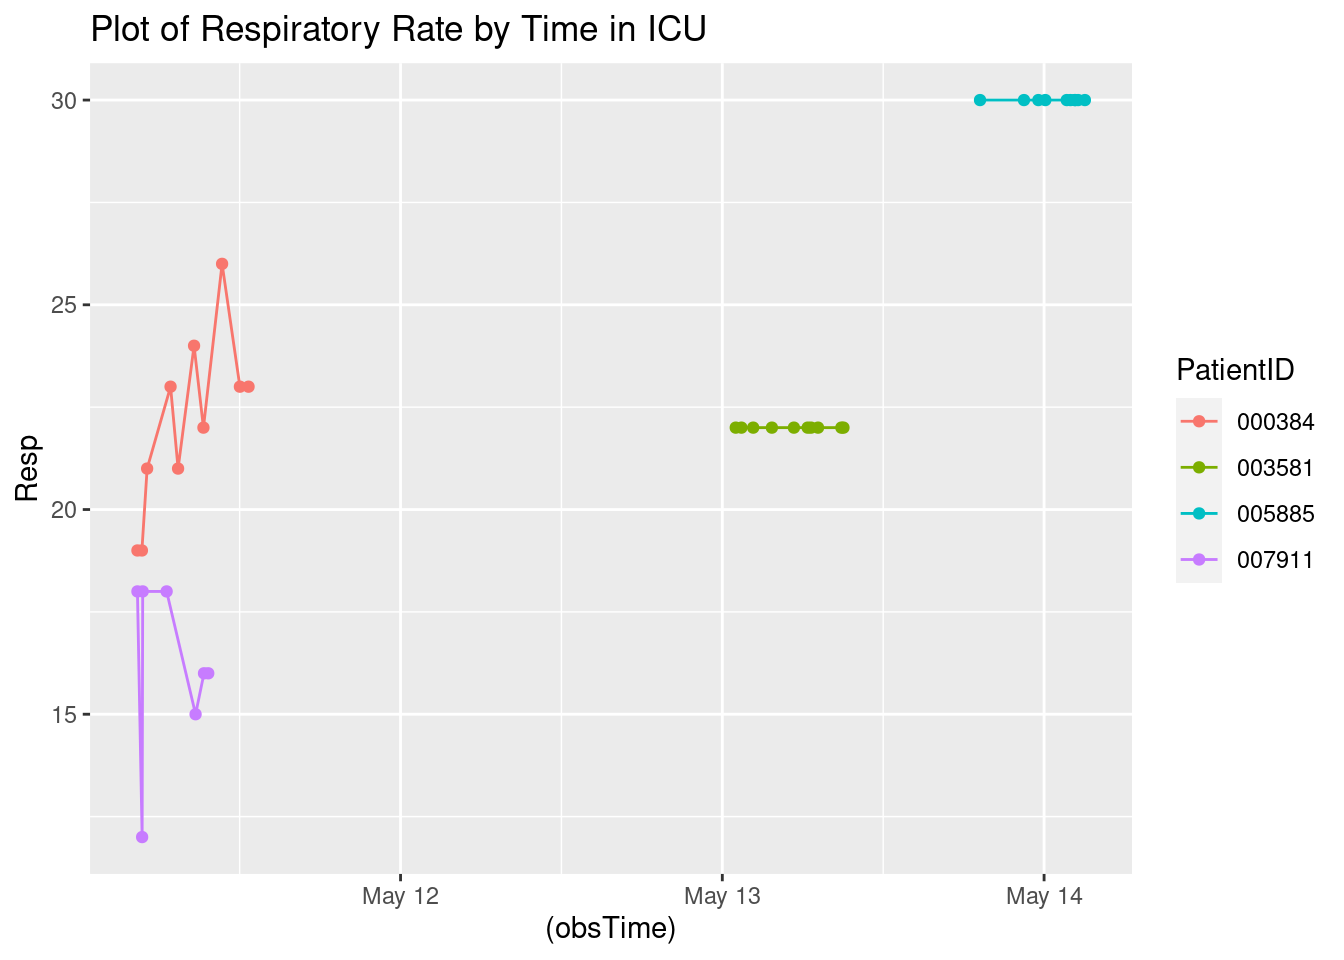 Plot of Respiratory Rate by Time in ICU
30
25
20
15
Resp
May 12
May 13
May 14
(obsTime)
PatientID
000384
003581
005885
007911